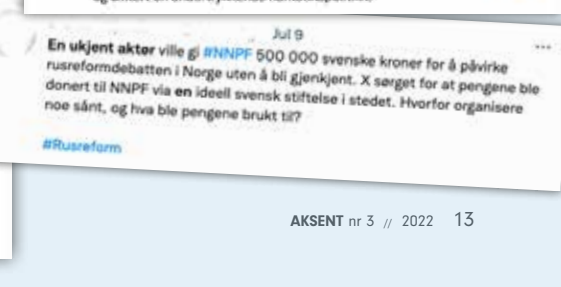 Jul 9
...
En ukjent aktør ville gi #NNPF 500 000 svenske kroner for å påvirke
rusreformdebatten i Norge uten å bli gjenkjent. X sørget for at pengene ble
donert til NNPF via en ideell svensk stiftelse i stedet. Hvorfor organisere
noe sånt, og hva ble pengene brukt til?
#Rusreform
AKSENT nr 3 // 2022 13